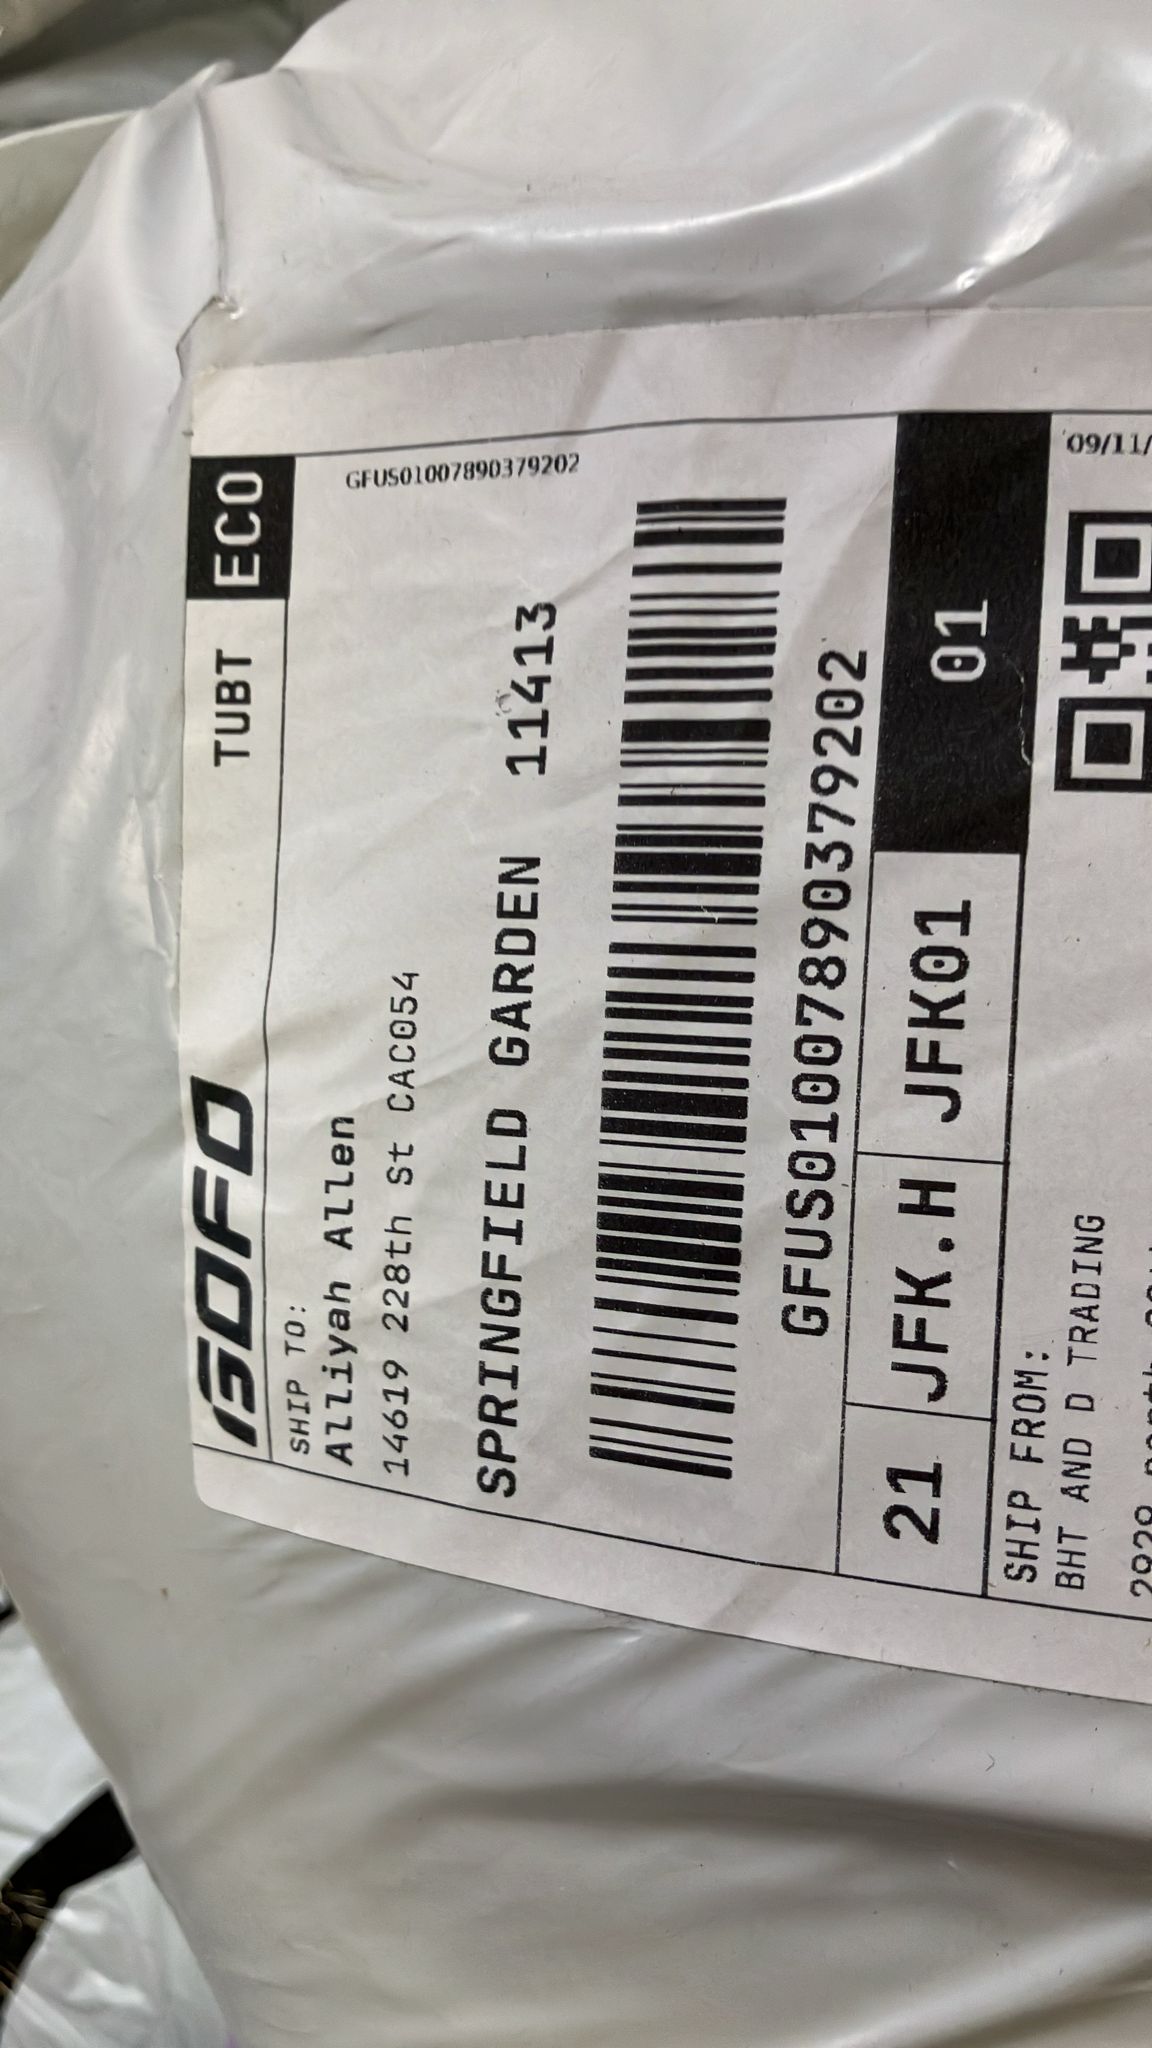 GOFO TUBT ECO
SHIP TO:
Alliyah Allen
GFUS01007890379202
14619 228th St CAC054
SPRINGFIELD GARDEN 11413
GFUS01007890379202
21 JFK.H JFK01 01
SHIP FROM:
09/11/
BHT AND D TRADING